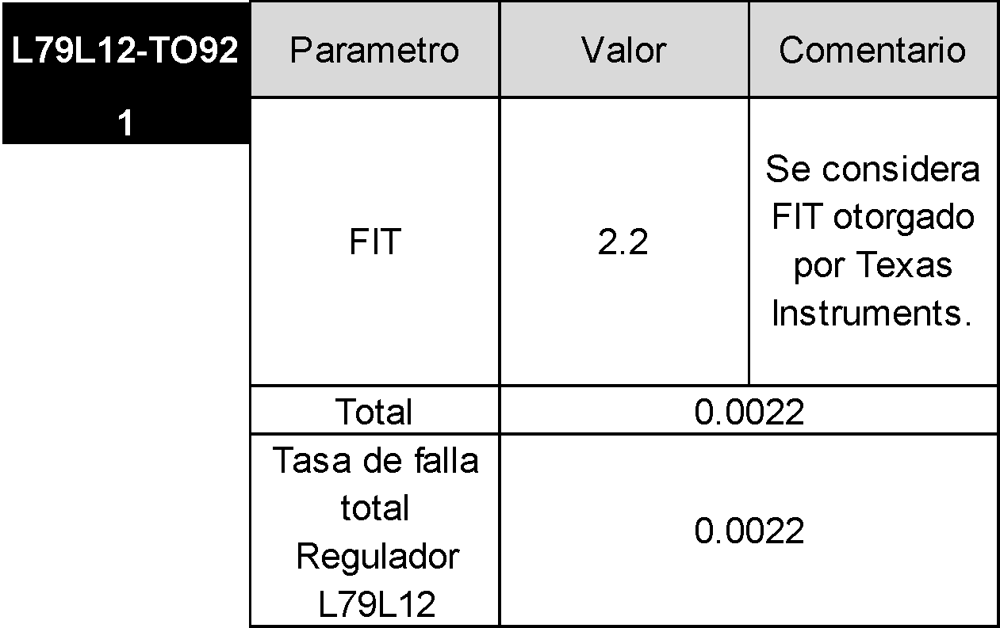 L79L12-TO92
1
Parametro
Valor
Comentario
FIT
2.2
Se considera
FIT otorgado
por Texas
Instruments.
Total
0.0022
Tasa de falla
total
Regulador
L79L12
0.0022